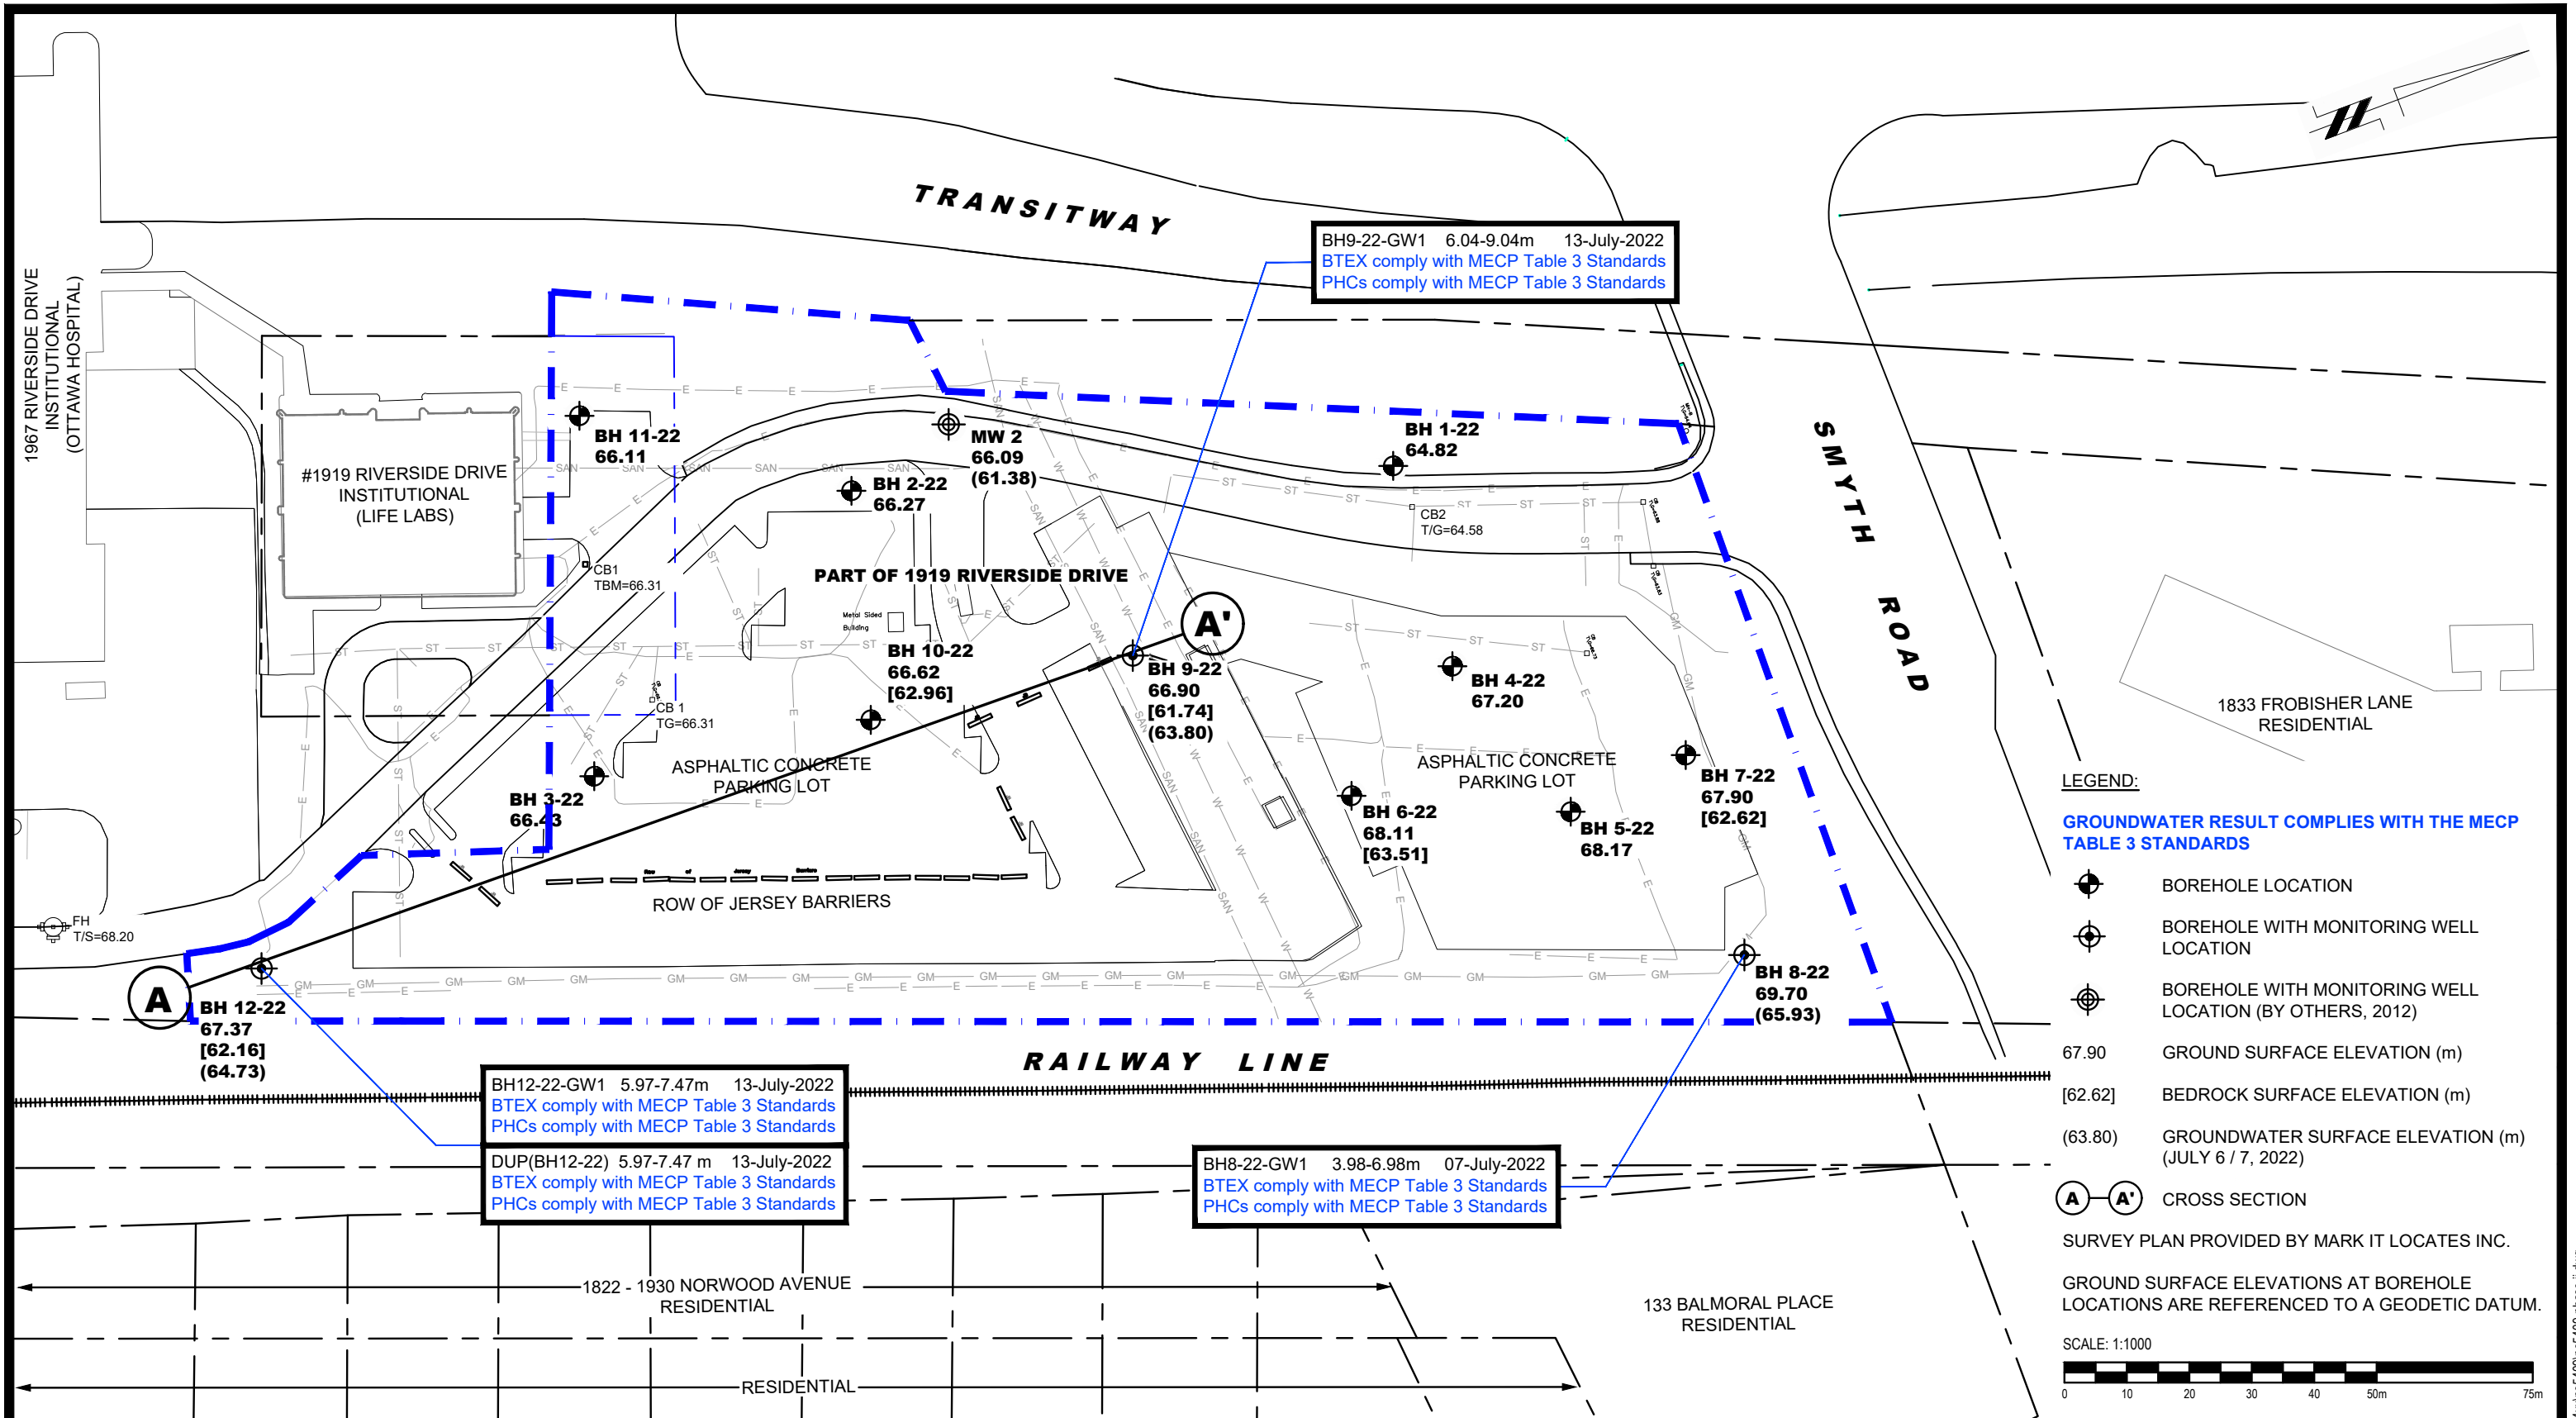 TRANSITWAY
BH9-22-GW1 6.04-9.04m 13-July-2022
BTEX comply with MECP Table 3 Standards
PHCs comply with MECP Table 3 Standards
1967 RIVERSIDE DRIVE
INSTITUTIONAL
(OTTAWA HOSPITAL)
#1919 RIVERSIDE DRIVE
INSTITUTIONAL
(LIFE LABS)
BH 11-22
66.11
MW 2
66.09
(61.38)
BH 1-22
64.82
BH 2-22
66.27
CB2
T/G=64.58
SMYTH ROAD
CB1
TBM=66.31
PART OF 1919 RIVERSIDE DRIVE
Metal Sided
Building
A'
BH 10-22
66.62
[62.96]
BH 9-22
66.90
[61.74]
(63.80)
BH 4-22
67.20
CB 1
TG=66.31
1833 FROBISHER LANE
RESIDENTIAL
ASPHALTIC CONCRETE
PARKING LOT
ASPHALTIC CONCRETE
PARKING LOT
BH 3-22
66.43
BH 6-22
68.11
[63.51]
BH 5-22
68.17
BH 7-22
67.90
[62.62]
Row of Jersey Barriers
ROW OF JERSEY BARRIERS
FH
T/S=68.20
A
BH 12-22
67.37
[62.16]
(64.73)
BH 8-22
69.70
(65.93)
RAILWAY LINE
BH12-22-GW1 5.97-7.47m 13-July-2022
BTEX comply with MECP Table 3 Standards
PHCs comply with MECP Table 3 Standards
DUP(BH12-22) 5.97-7.47 m 13-July-2022
BTEX comply with MECP Table 3 Standards
PHCs comply with MECP Table 3 Standards
BH8-22-GW1 3.98-6.98m 07-July-2022
BTEX comply with MECP Table 3 Standards
PHCs comply with MECP Table 3 Standards
1822 - 1930 NORWOOD AVENUE
RESIDENTIAL
133 BALMORAL PLACE
RESIDENTIAL
RESIDENTIAL
LEGEND:
GROUNDWATER RESULT COMPLIES WITH THE MECP
TABLE 3 STANDARDS
BOREHOLE LOCATION
BOREHOLE WITH MONITORING WELL
LOCATION
BOREHOLE WITH MONITORING WELL
LOCATION (BY OTHERS, 2012)
67.90 GROUND SURFACE ELEVATION (m)
[62.62] BEDROCK SURFACE ELEVATION (m)
(63.80) GROUNDWATER SURFACE ELEVATION (m)
(JULY 6 / 7, 2022)
A A' CROSS SECTION
SURVEY PLAN PROVIDED BY MARK IT LOCATES INC.
GROUND SURFACE ELEVATIONS AT BOREHOLE
LOCATIONS ARE REFERENCED TO A GEODETIC DATUM.
SCALE: 1:1000
0 10 20 30 40 50m 75m